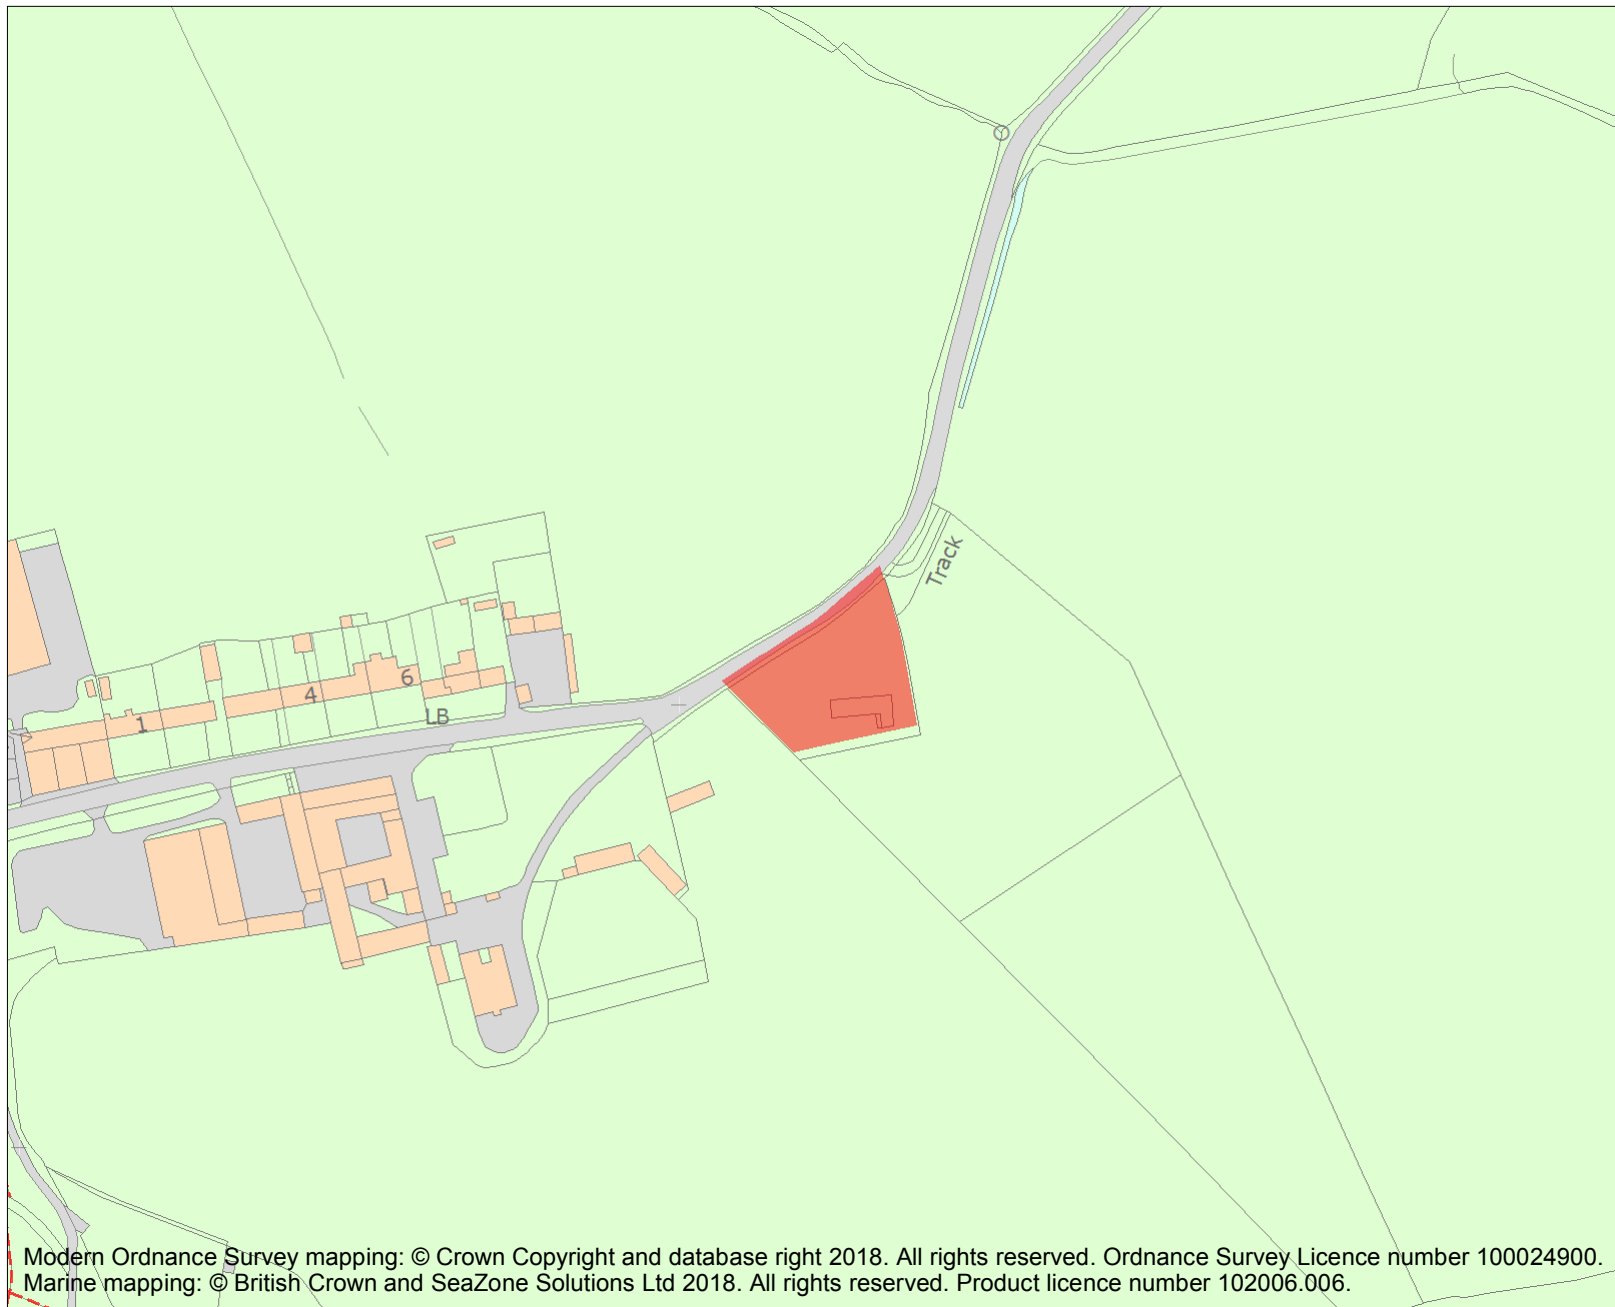 Track
4
6
LB
1
Modern Ordnance Survey mapping: © Crown Copyright and database right 2018. All rights reserved. Ordnance Survey Licence number 100024900.
Marine mapping: © British Crown and SeaZone Solutions Ltd 2018. All rights reserved. Product licence number 102006.006.